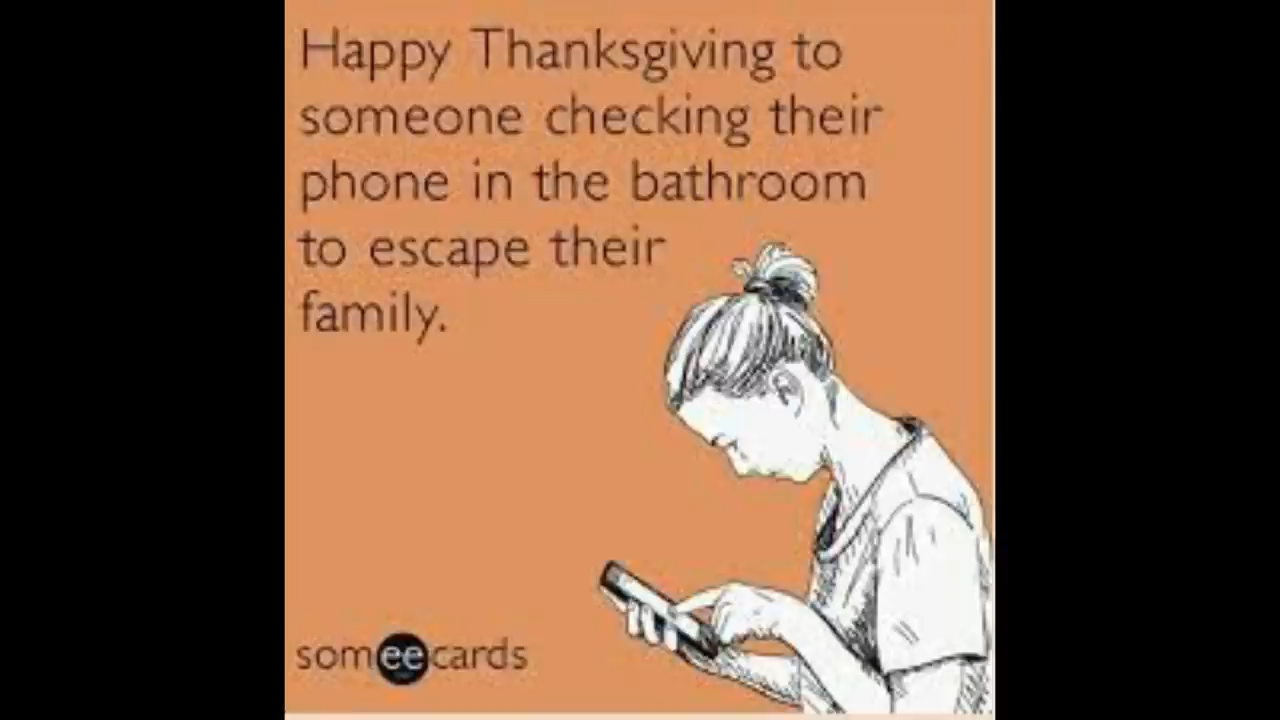 Happy Thanksgiving to
someone checking their
phone in the bathroom
to escape their
family.
someecards